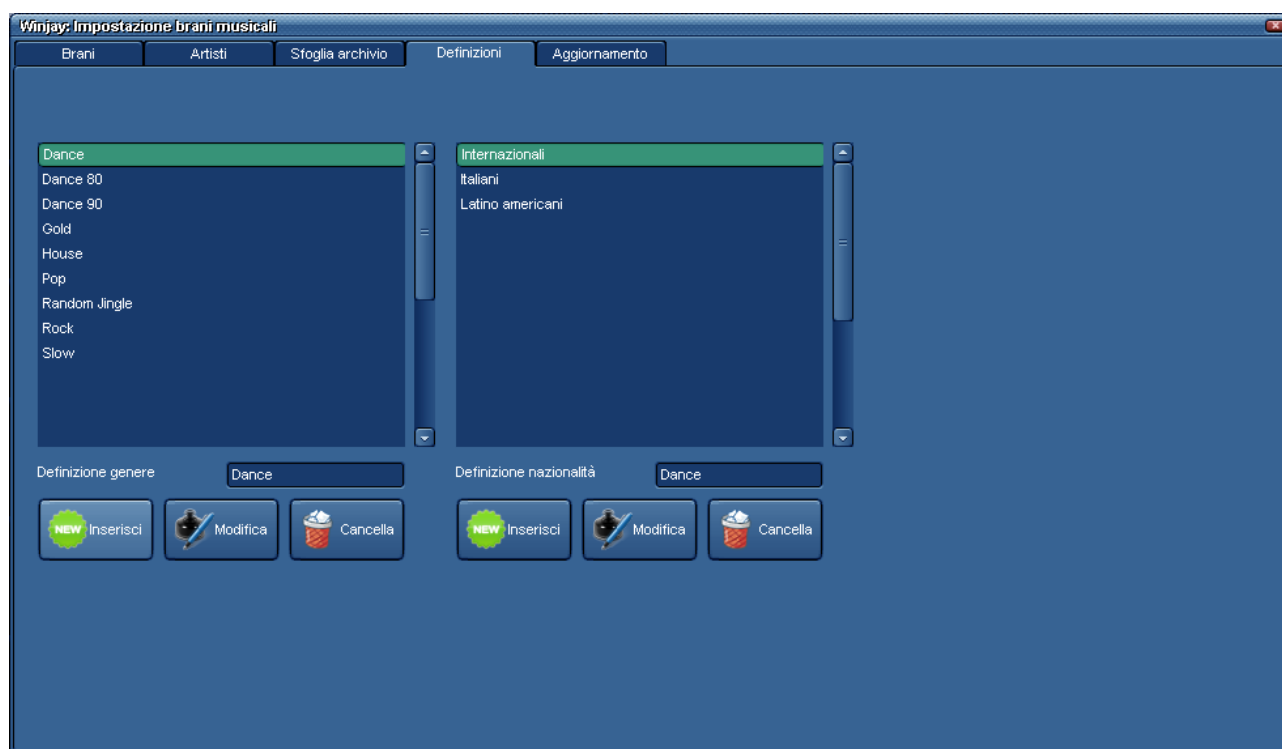 Winjay: Impostazione brani musicali
Brani Artisti Sfoglia archivio Definizioni Aggiornamento
Dance
Dance 80
Dance 90
Gold
House
Pop
Random Jingle
Rock
Slow
Internazionali
Italiani
Latino americani
Definizione genere Dance
Definizione nazionalità Dance
NEW Inserisci Modifica Cancella
NEW Inserisci Modifica Cancella